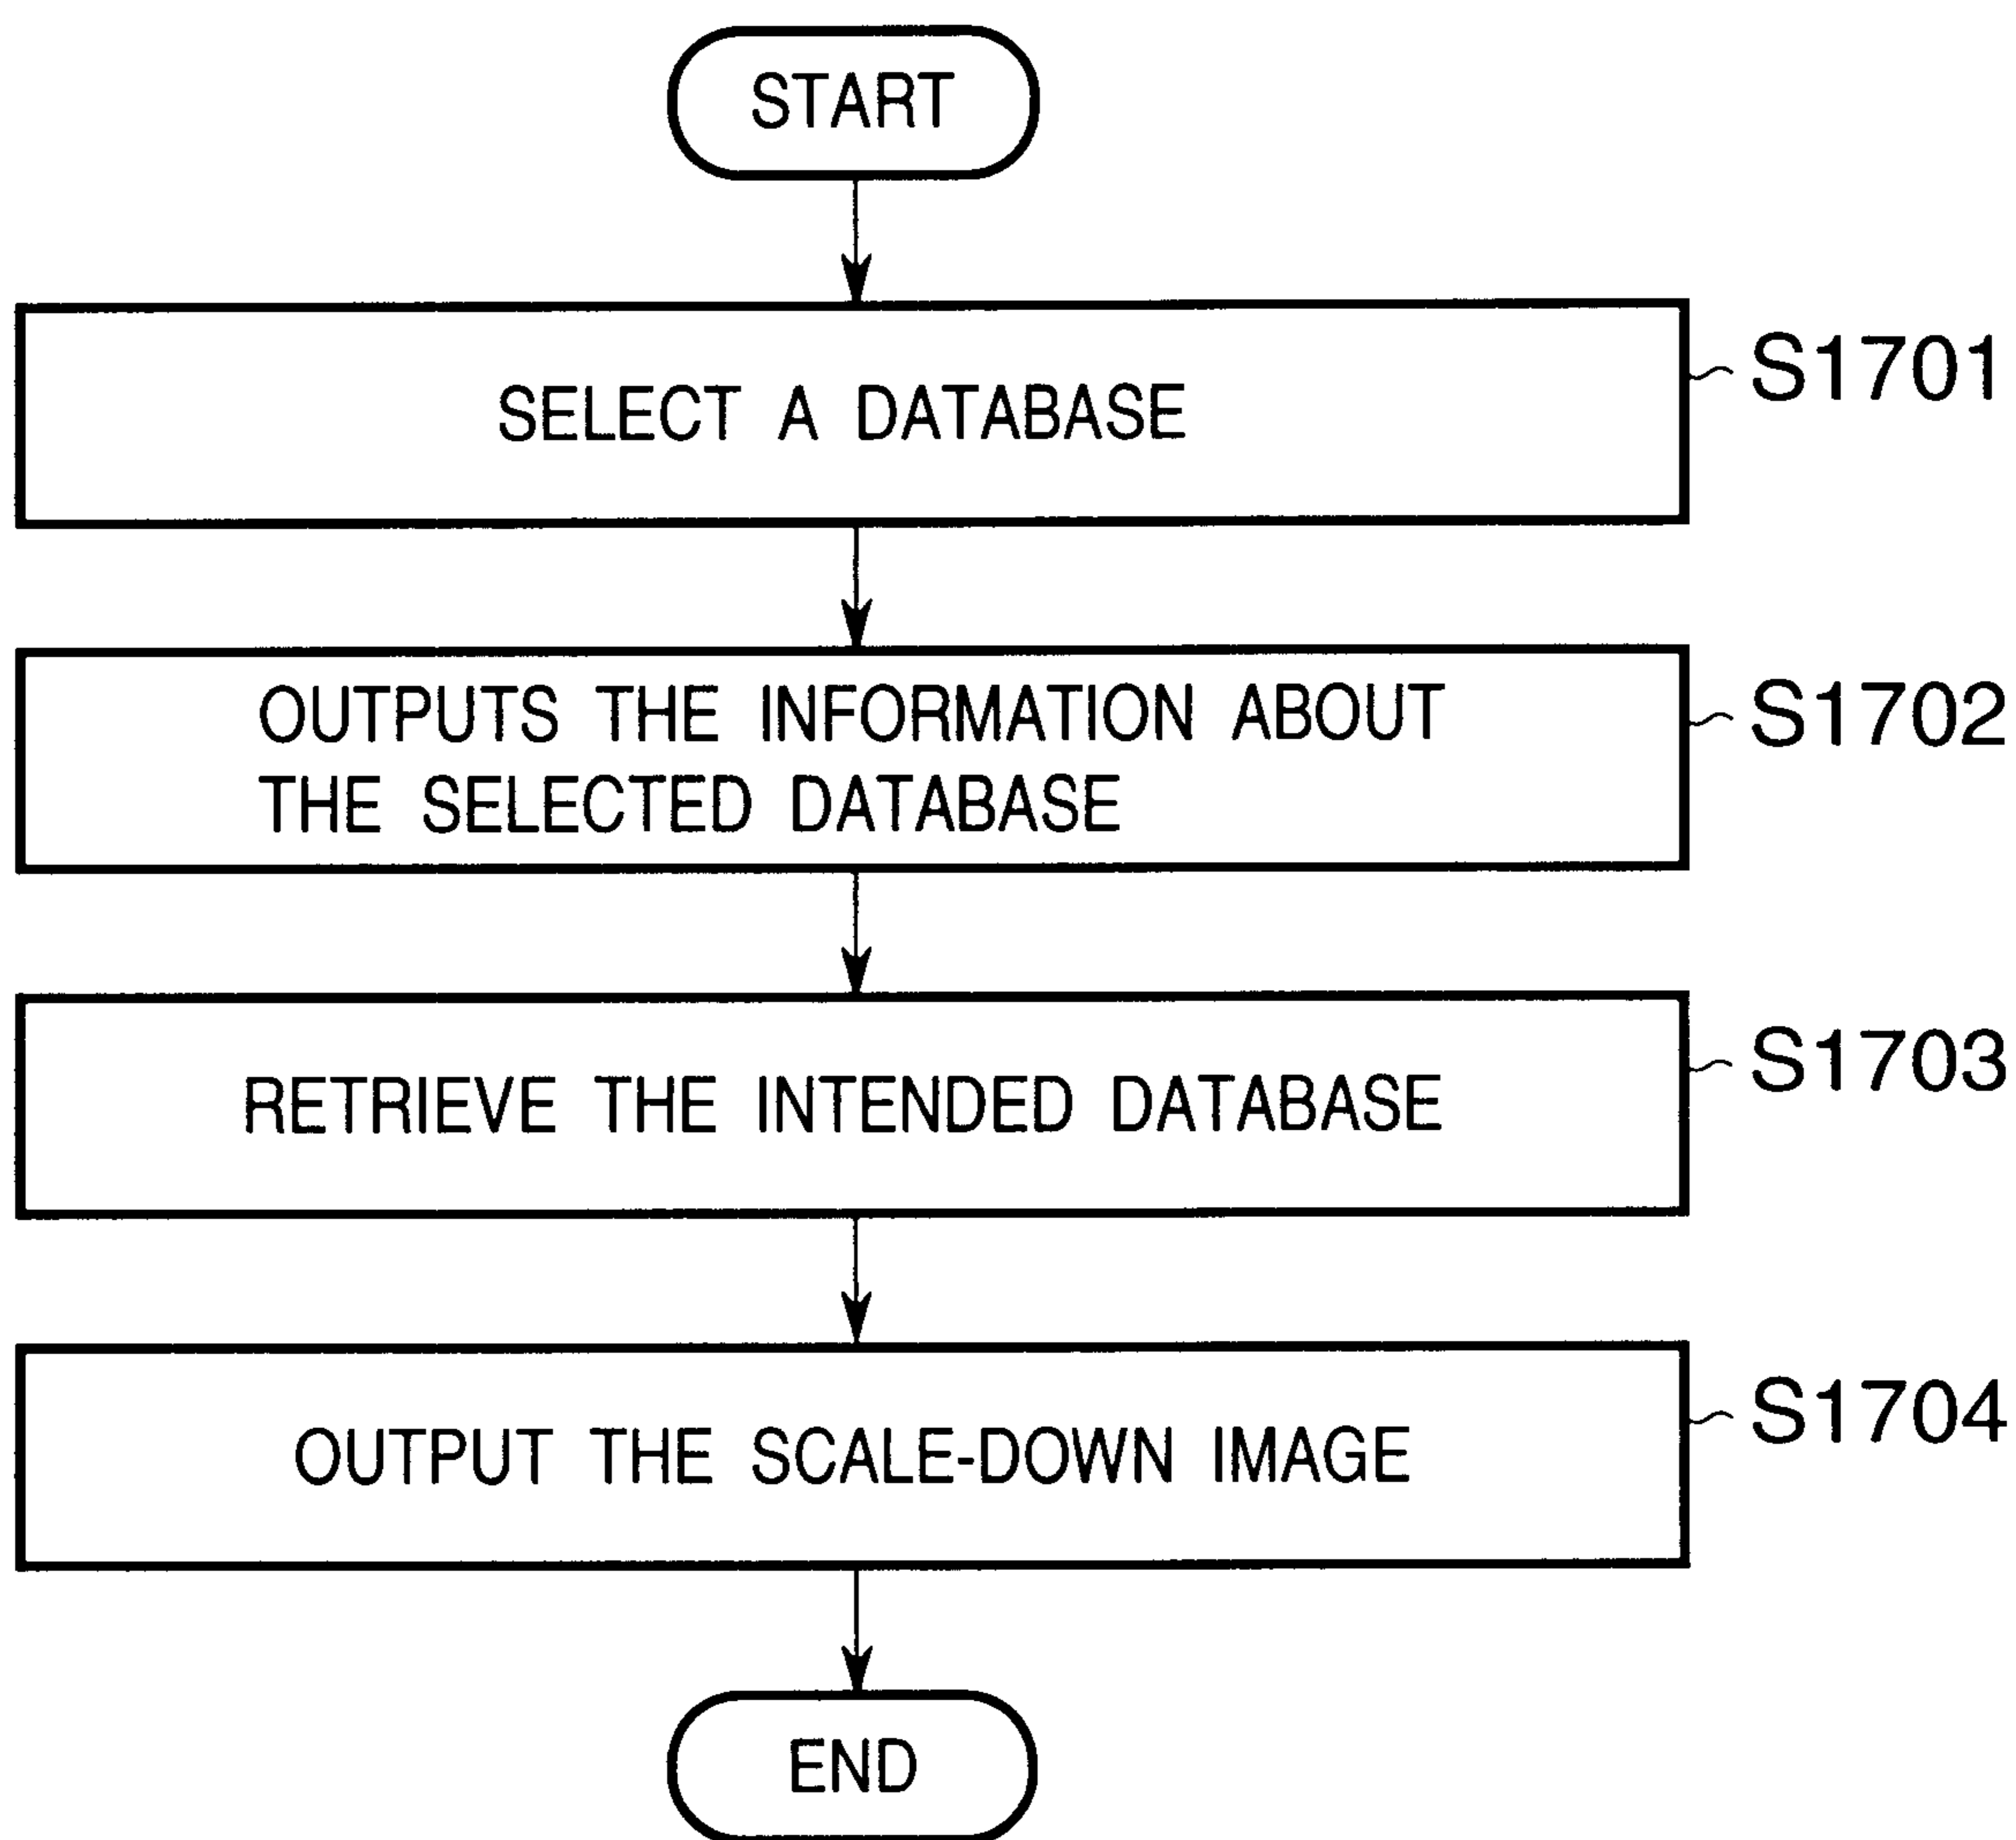 START
SELECT A DATABASE
S1701
OUTPUTS THE INFORMATION ABOUT
THE SELECTED DATABASE
S1702
RETRIEVE THE INTENDED DATABASE
S1703
OUTPUT THE SCALE-DOWN IMAGE
S1704
END